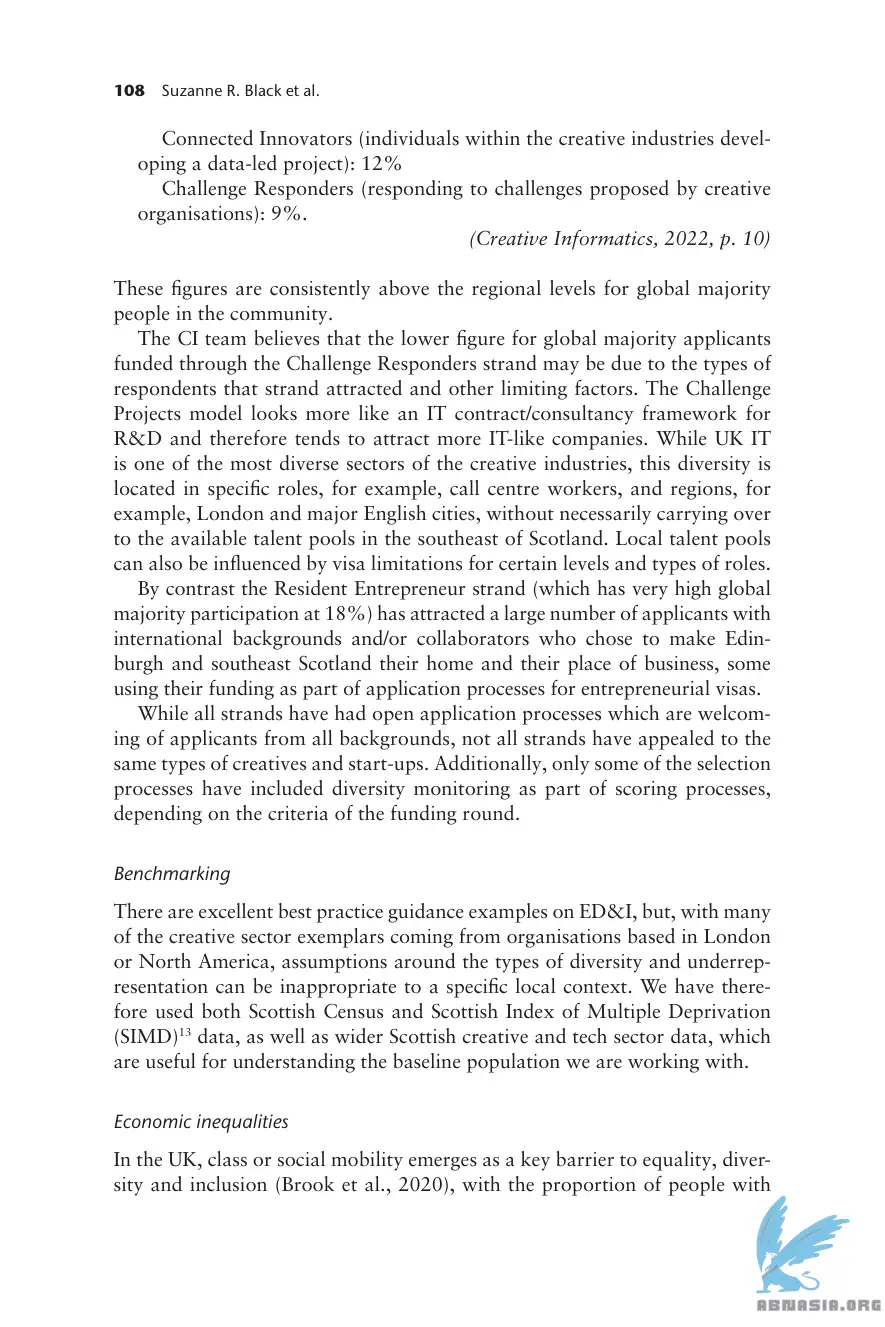 108 Suzanne R. Black et al.
Connected Innovators (individuals within the creative industries devel-
oping a data-led project): 12%
Challenge Responders (responding to challenges proposed by creative
organisations): 9%.
(Creative Informatics, 2022, p. 10)
These figures are consistently above the regional levels for global majority
people in the community.
The CI team believes that the lower figure for global majority applicants
funded through the Challenge Responders strand may be due to the types of
respondents that strand attracted and other limiting factors. The Challenge
Projects model looks more like an IT contract/consultancy framework for
R&D and therefore tends to attract more IT-like companies. While UK IT
is one of the most diverse sectors of the creative industries, this diversity is
located in specific roles, for example, call centre workers, and regions, for
example, London and major English cities, without necessarily carrying over
to the available talent pools in the southeast of Scotland. Local talent pools
can also be influenced by visa limitations for certain levels and types of roles.
By contrast the Resident Entrepreneur strand (which has very high global
majority participation at 18%) has attracted a large number of applicants with
international backgrounds and/or collaborators who chose to make Edin-
burgh and southeast Scotland their home and their place of business, some
using their funding as part of application processes for entrepreneurial visas.
While all strands have had open application processes which are welcom-
ing of applicants from all backgrounds, not all strands have appealed to the
same types of creatives and start-ups. Additionally, only some of the selection
processes have included diversity monitoring as part of scoring processes,
depending on the criteria of the funding round.
Benchmarking
There are excellent best practice guidance examples on ED&I, but, with many
of the creative sector exemplars coming from organisations based in London
or North America, assumptions around the types of diversity and underrep-
resentation can be inappropriate to a specific local context. We have there-
fore used both Scottish Census and Scottish Index of Multiple Deprivation
(SIMD)13 data, as well as wider Scottish creative and tech sector data, which
are useful for understanding the baseline population we are working with.
Economic inequalities
In the UK, class or social mobility emerges as a key barrier to equality, diver-
sity and inclusion (Brook et al., 2020), with the proportion of people with
ABNASIA.ORG